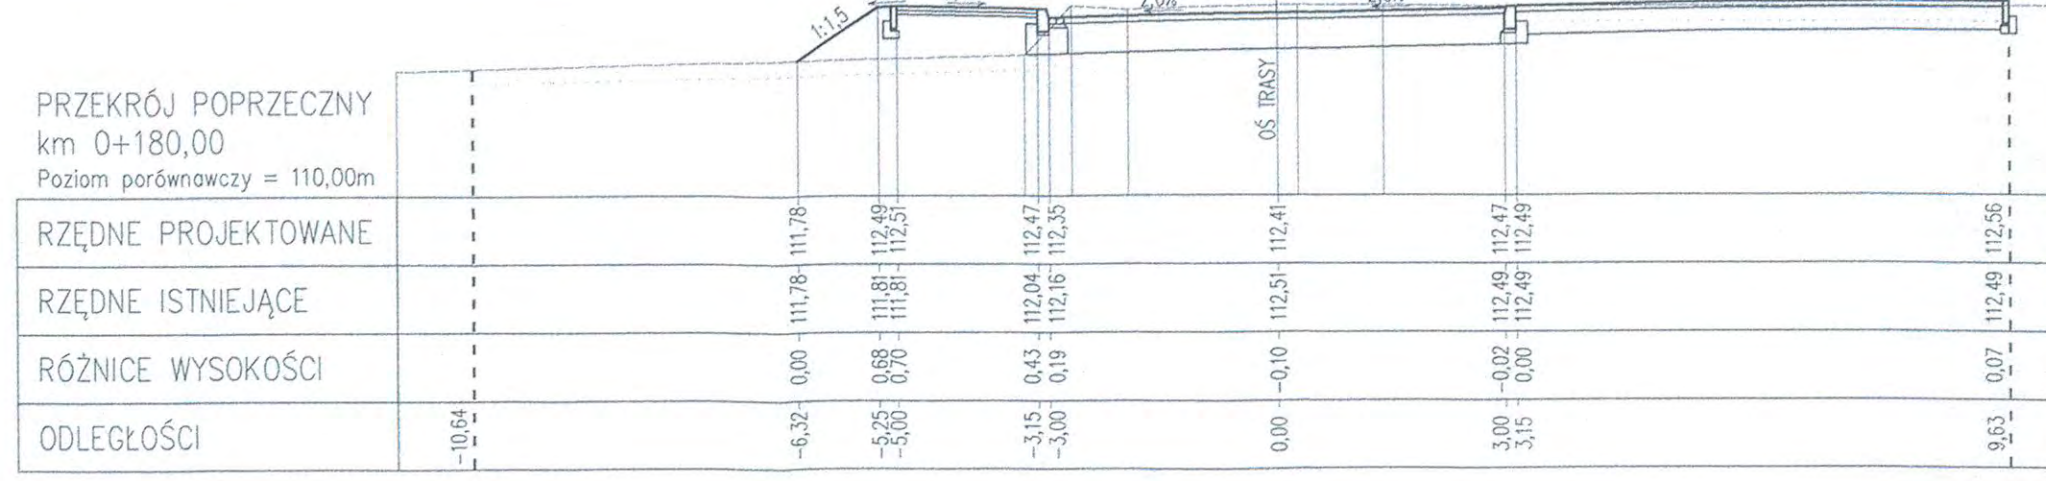 1:1,5
2,0%
OŚ TRASY
PRZEKRÓJ POPRZECZNY
km 0+180,00
Poziom porównawczy = 110,00m
RZĘDNE PROJEKTOWANE 111,78 112,49 112,51 112,47 112,35 112,41 112,47 112,49 112,56
RZĘDNE ISTNIEJĄCE 111,78 111,81 111,81 112,04 112,16 112,51 112,49 112,49 112,49
RÓŻNICE WYSOKOŚCI 0,00 0,68 0,70 0,43 0,19 -0,10 -0,02 0,00 0,07
ODLEGŁOŚCI -10,64 -6,32 -5,25 -5,00 -3,15 -3,00 0,00 3,00 3,15 9,63